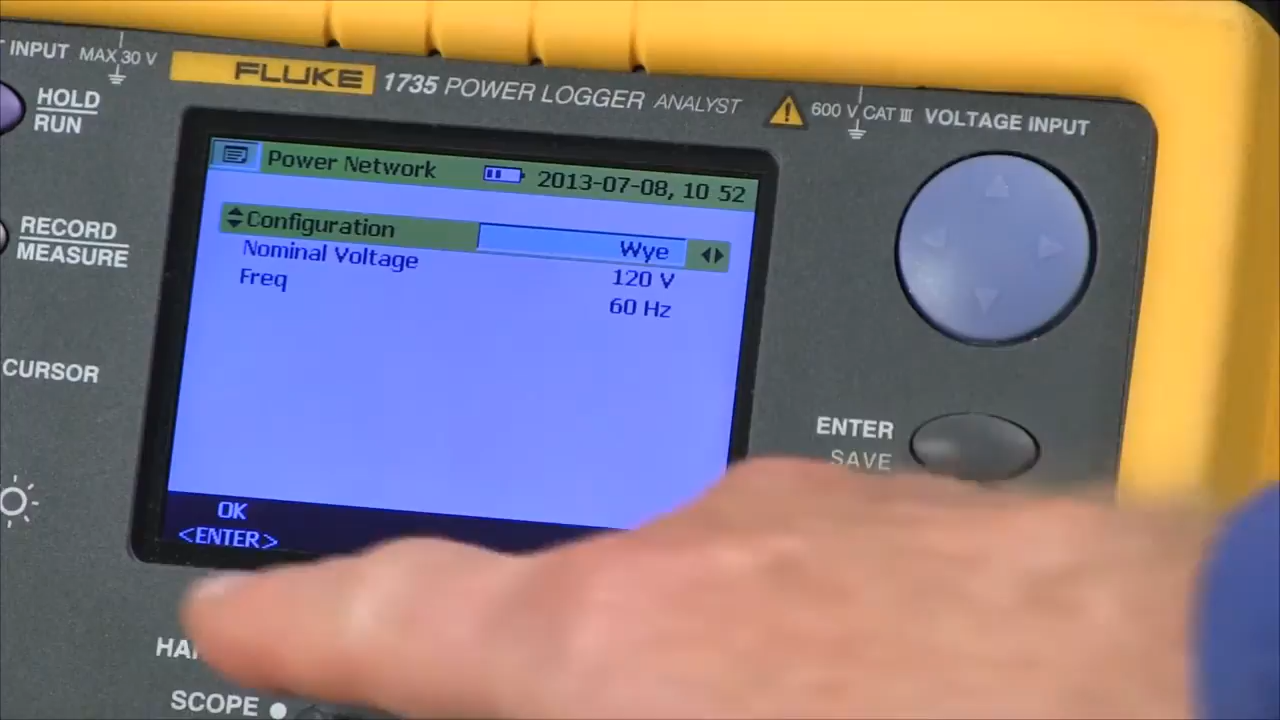 T INPUT MAX 30 V
FLUKE 1735 POWER LOGGER ANALYST
600 V CAT III VOLTAGE INPUT
HOLD
RUN
RECORD
MEASURE
CURSOR
Power Network 2013-07-08, 10 52
Configuration Wye
Nominal Voltage 120 V
Freq 60 Hz
OK
<ENTER>
ENTER
SAVE
SCOPE